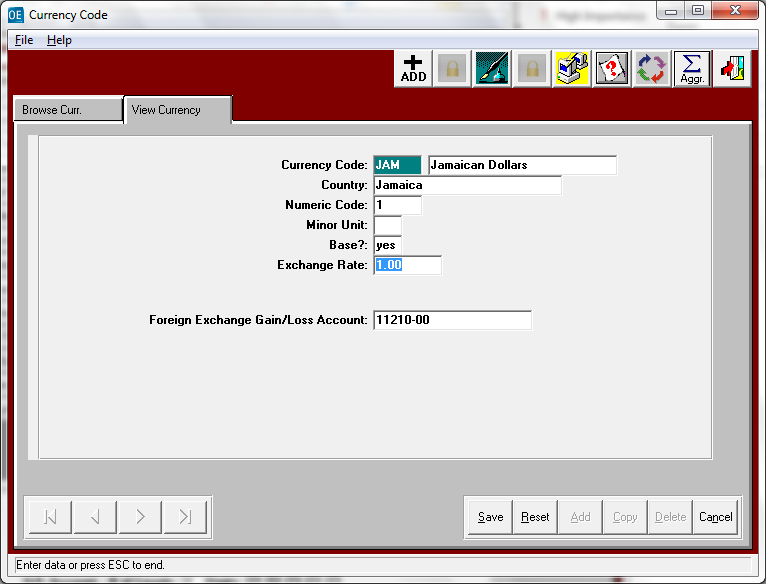 OE Currency Code
File Help
ADD
Σ Aggr.
Browse Curr. View Currency
Currency Code: JAM Jamaican Dollars
Country: Jamaica
Numeric Code: 1
Minor Unit:
Base?: yes
Exchange Rate: 1.00
Foreign Exchange Gain/Loss Account: 11210-00
Save Reset Add Copy Delete Cancel
Enter data or press ESC to end.